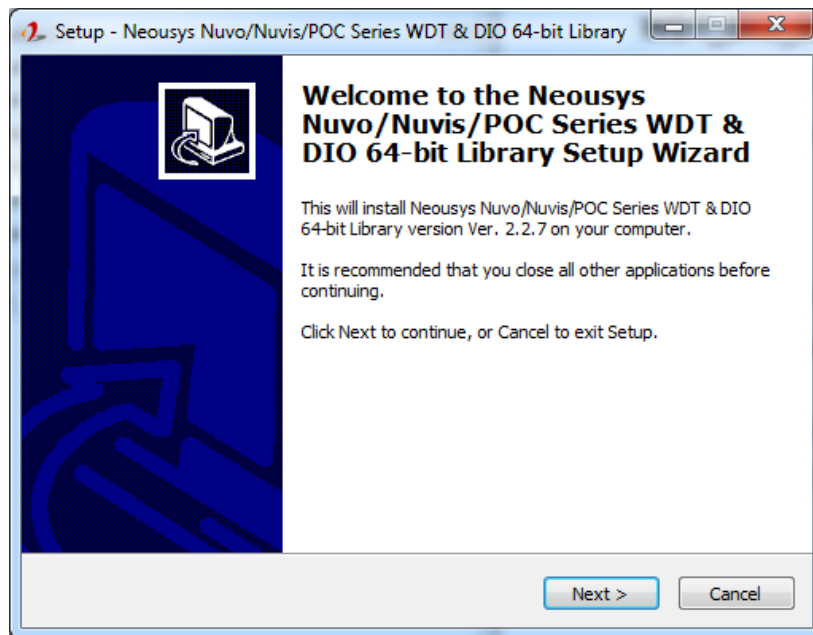 Setup - Neousys Nuvo/Nuvis/POC Series WDT & DIO 64-bit Library
Welcome to the Neousys
Nuvo/Nuvis/POC Series WDT &
DIO 64-bit Library Setup Wizard
This will install Neousys Nuvo/Nuvis/POC Series WDT & DIO
64-bit Library version Ver. 2.2.7 on your computer.
It is recommended that you close all other applications before
continuing.
Click Next to continue, or Cancel to exit Setup.
Next >
Cancel